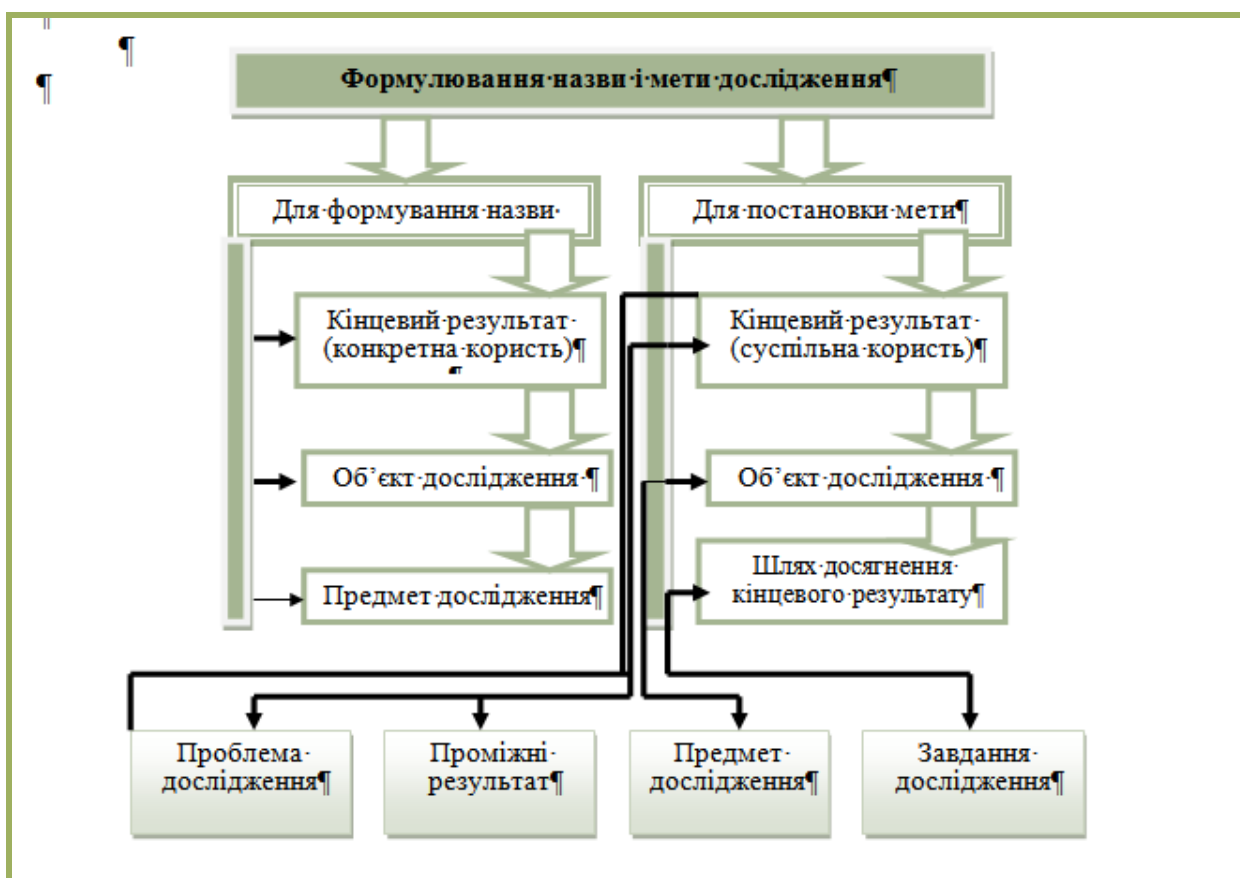 ¶
¶
¶
Формулювання·назви·і·мети·дослідження¶
Для·формування·назви·
Для·постановки·мети¶
Кінцевий·результат·
(конкретна·користь)¶
¶
Кінцевий·результат·
(суспільна·користь)¶
Об’єкт·дослідження·¶
Об’єкт·дослідження·¶
Предмет·дослідження¶
Шлях·досягнення·
кінцевого·результату¶
Проблема·
дослідження¶
Проміжні·
результат¶
Предмет·
дослідження¶
Завдання·
дослідження¶